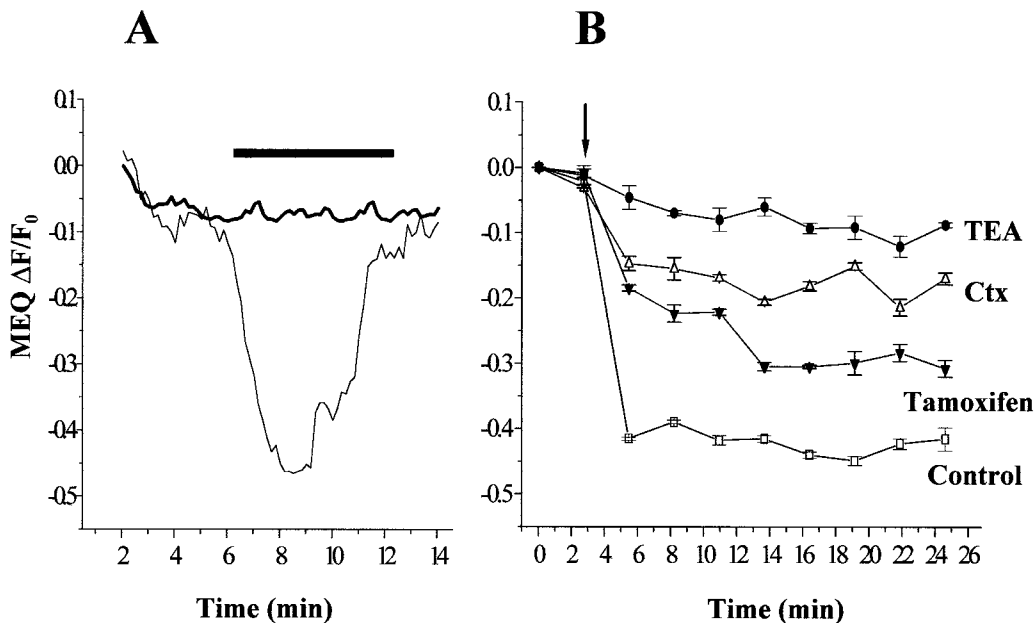 A
B
MEQ ΔF/F0
0.1
0.0
-0.1
-0.2
-0.3
-0.4
-0.5
2 4 6 8 10 12 14
Time (min)
0.1
0.0
-0.1
-0.2
-0.3
-0.4
-0.5
TEA
Ctx
Tamoxifen
Control
0 2 4 6 8 10 12 14 16 18 20 22 24 26
Time (min)